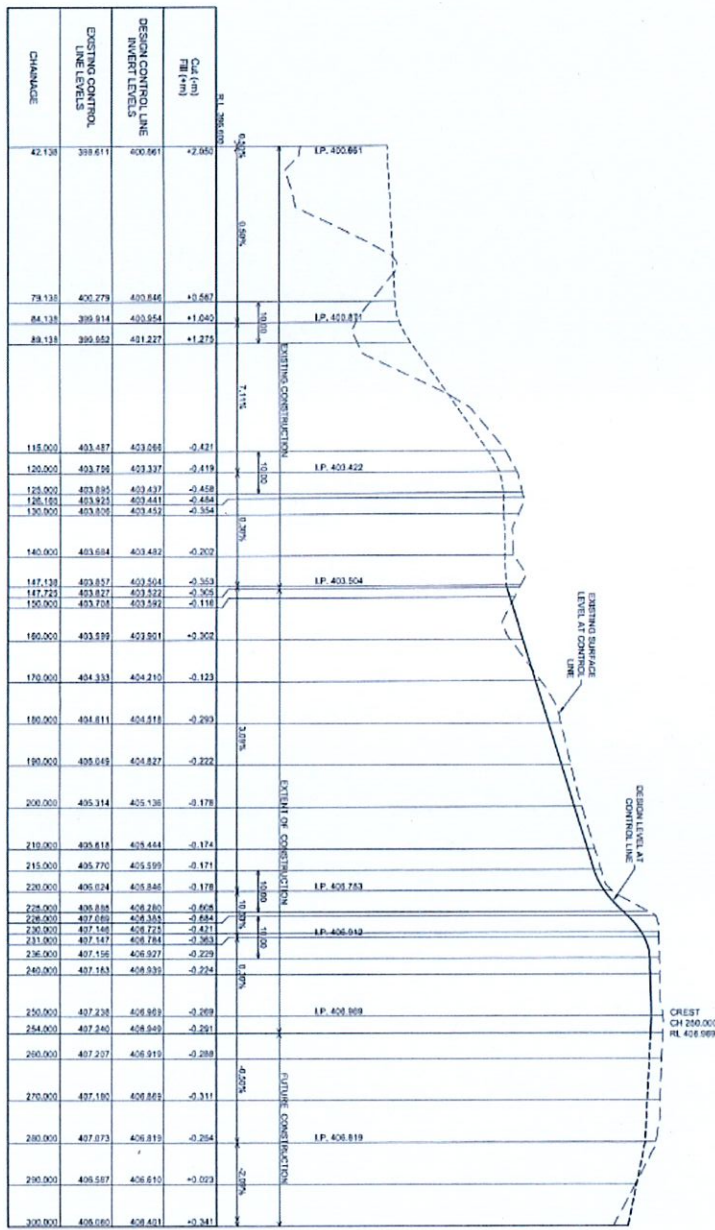 CHAINAGE
EXISTING CONTROL
LINE LEVELS
DESIGN CONTROL LINE
INVERT LEVELS
Cut (-m)
Fill (+m)
42.138 399.611 400.661
79.138 400.279 400.846 +0.567
84.138 399.914 400.954 +1.040
89.138 399.952 401.227 +1.275
115.000 403.487 403.066 -0.421
120.000 403.756 403.337 -0.419
125.000 403.895 403.437 -0.458
403.925 403.441 -0.484
130.000 403.806 403.452 -0.354
140.000 403.684 403.482 -0.202
147.138 403.857 403.504 -0.353
147.725 403.827 403.522 -0.305
150.000 403.708 403.592 -0.116
160.000 403.599 403.901 +0.302
170.000 404.333 404.210 -0.123
180.000 404.811 404.518 -0.293
190.000 405.049 404.827 -0.222
200.000 405.314 405.136 -0.178
210.000 405.618 405.444 -0.174
215.000 405.770 405.599 -0.171
220.000 406.024 405.846 -0.178
225.000 406.885 406.280 -0.605
226.000 407.069 406.385 -0.684
230.000 407.146 406.725 -0.421
231.000 407.147 406.784 -0.363
236.000 407.156 406.927 -0.229
240.000 407.163 406.939 -0.224
250.000 407.238 406.969 -0.269
254.000 407.240 406.949 -0.291
260.000 407.207 406.919 -0.288
270.000 407.180 406.869 -0.311
280.000 407.073 406.819 -0.254
290.000 406.587 406.610 +0.023
300.000 406.060 406.401 +0.341
0.50%
7.11%
0.30%
3.09%
-0.50%
10.00
10.00
10.00
10.00
EXISTING CONSTRUCTION
EXTENT OF CONSTRUCTION
FUTURE CONSTRUCTION
I.P. 400.661
I.P. 400.871
I.P. 403.422
I.P. 403.504
I.P. 405.753
I.P. 406.969
I.P. 406.819
EXISTING SURFACE
LEVEL AT CONTROL
LINE
DESIGN LEVEL AT
CONTROL LINE
CREST
RL 406.969